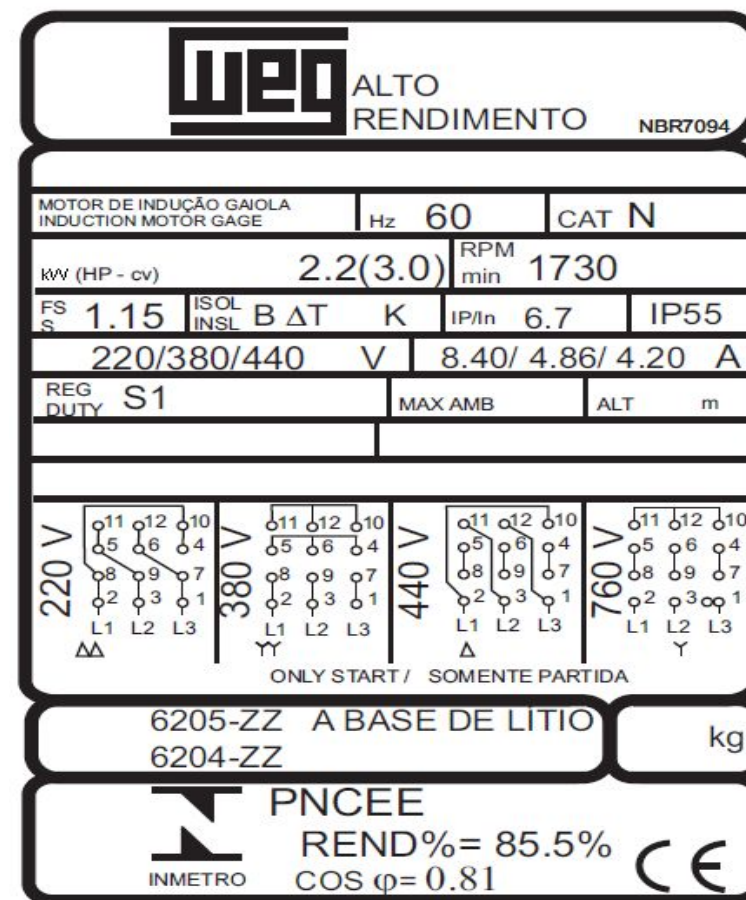 WEG ALTO
RENDIMENTO NBR7094
MOTOR DE INDUÇÃO GAIOLA
INDUCTION MOTOR GAGE
Hz 60
CAT N
kW (HP - cv) 2.2(3.0)
RPM
min 1730
FS
S 1.15
ISOL
INSL B ΔT K
IP/In 6.7
IP55
220/380/440 V
8.40/ 4.86/ 4.20 A
REG
DUTY S1
MAX AMB
ALT m
220 V
11 12 10
5 6 4
8 9 7
2 3 1
L1 L2 L3
ΔΔ
380 V
11 12 10
5 6 4
8 9 7
2 3 1
L1 L2 L3
YY
440 V
11 12 10
5 6 4
8 9 7
2 3 1
L1 L2 L3
Δ
760 V
11 12 10
5 6 4
8 9 7
2 3 1
L1 L2 L3
Y
ONLY START / SOMENTE PARTIDA
6205-ZZ A BASE DE LÍTIO
6204-ZZ
kg
PNCEE
REND%= 85.5%
INMETRO
COS φ= 0.81
CE